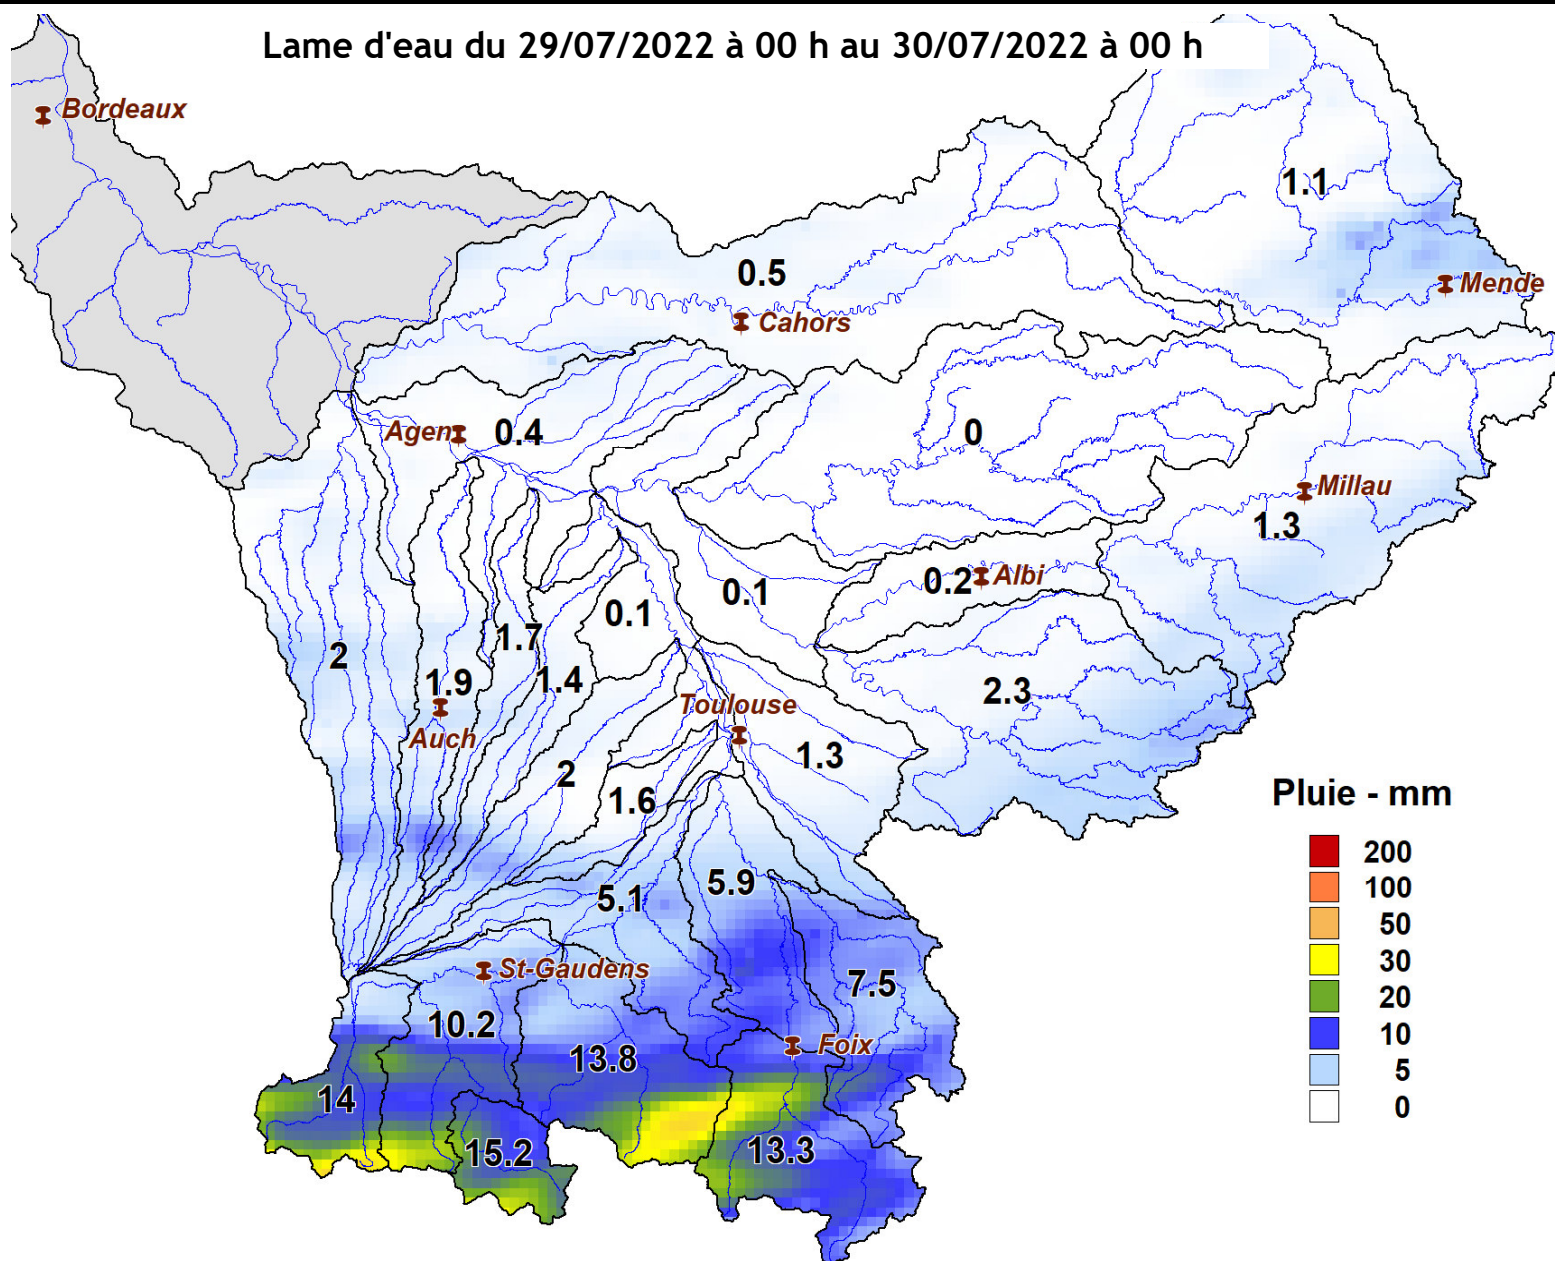 Lame d'eau du 29/07/2022 à 00 h au 30/07/2022 à 00 h
Bordeaux
1.1
0.5
Mende
Cahors
Agen
0.4
0
Millau
1.3
0.2
Albi
0.1
0.1
1.7
2
1.9
1.4
2.3
Toulouse
Auch
1.3
2
1.6
Pluie - mm
200
100
50
30
20
10
5
0
5.9
5.1
St-Gaudens
7.5
10.2
Foix
13.8
14
15.2
13.3